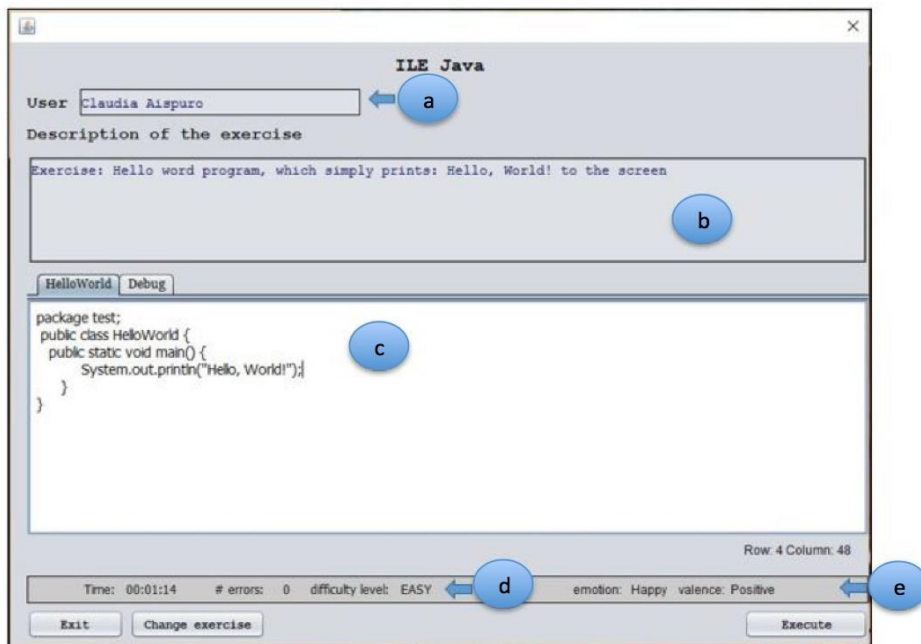 ILE Java
User Claudia Aispuro a
Description of the exercise
Exercise: Hello word program, which simply prints: Hello, World! to the screen
b
HelloWorld Debug
package test;
public class HelloWorld {
public static void main() {
System.out.println("Hello, World!");
}
}
c
Row: 4 Column: 48
Time: 00:01:14 # errors: 0 difficulty level: EASY d emotion: Happy valence: Positive e
Exit Change exercise Execute